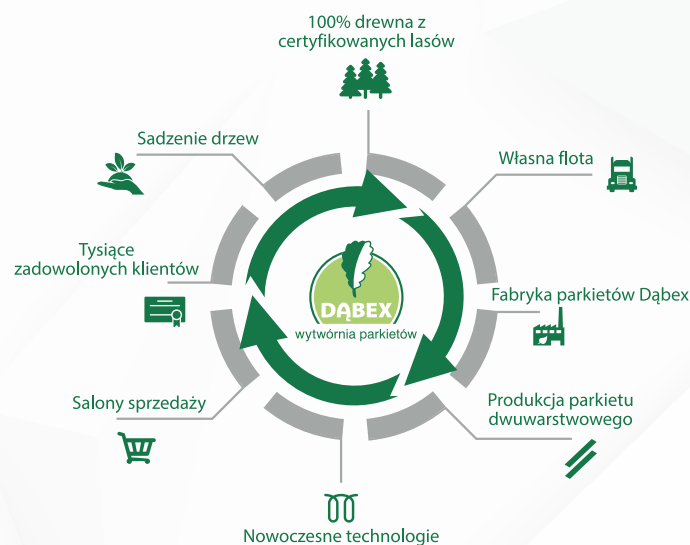 100% drewna z
certyfikowanych lasów
Sadzenie drzew
Własna flota
Tysiące
zadowolonych klientów
DĄBEX
wytwórnia parkietów
Fabryka parkietów Dąbex
Salony sprzedaży
Produkcja parkietu
dwuwarstwowego
Nowoczesne technologie